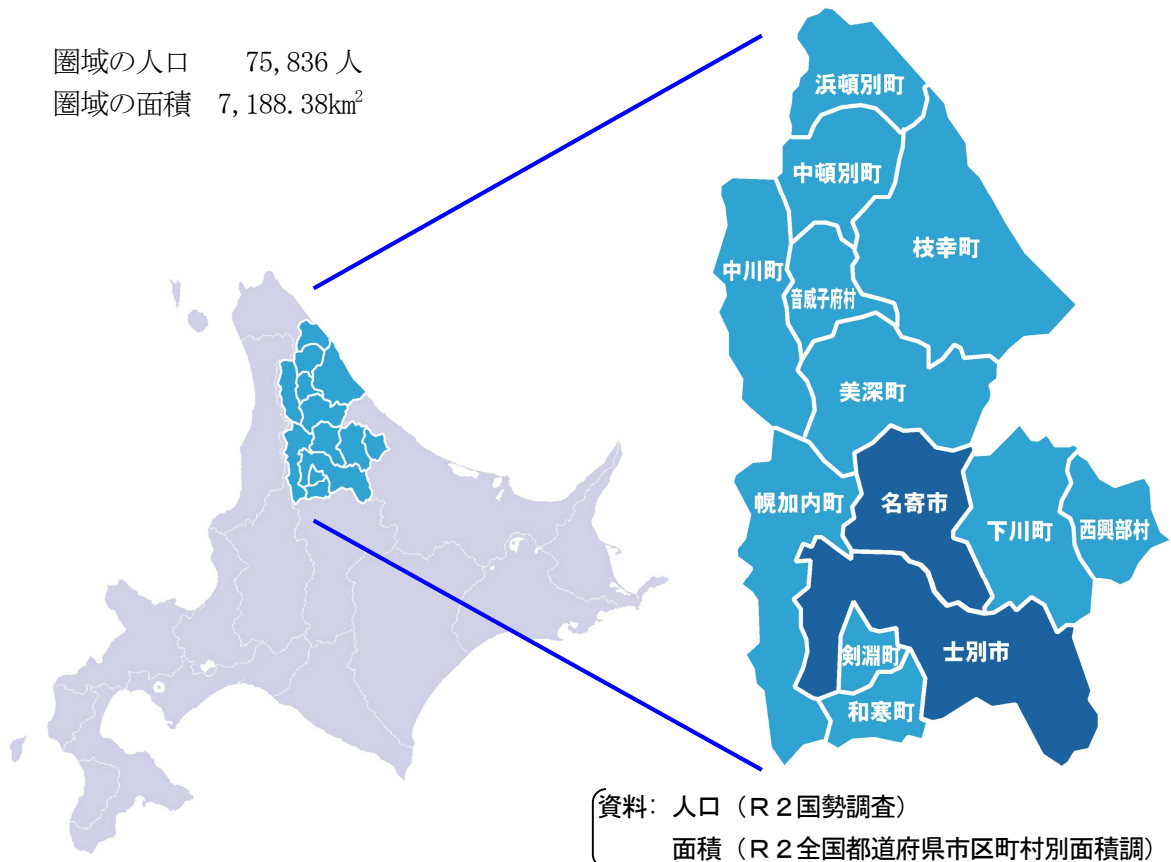 圏域の人口 75,836 人
圏域の面積 7,188.38km²
浜頓別町
中頓別町
枝幸町
中川町
音威子府村
美深町
幌加内町
名寄市
下川町
西興部村
士別市
剣淵町
和寒町
資料: 人口（R2国勢調査）
面積（R2全国都道府県市区町村別面積調）